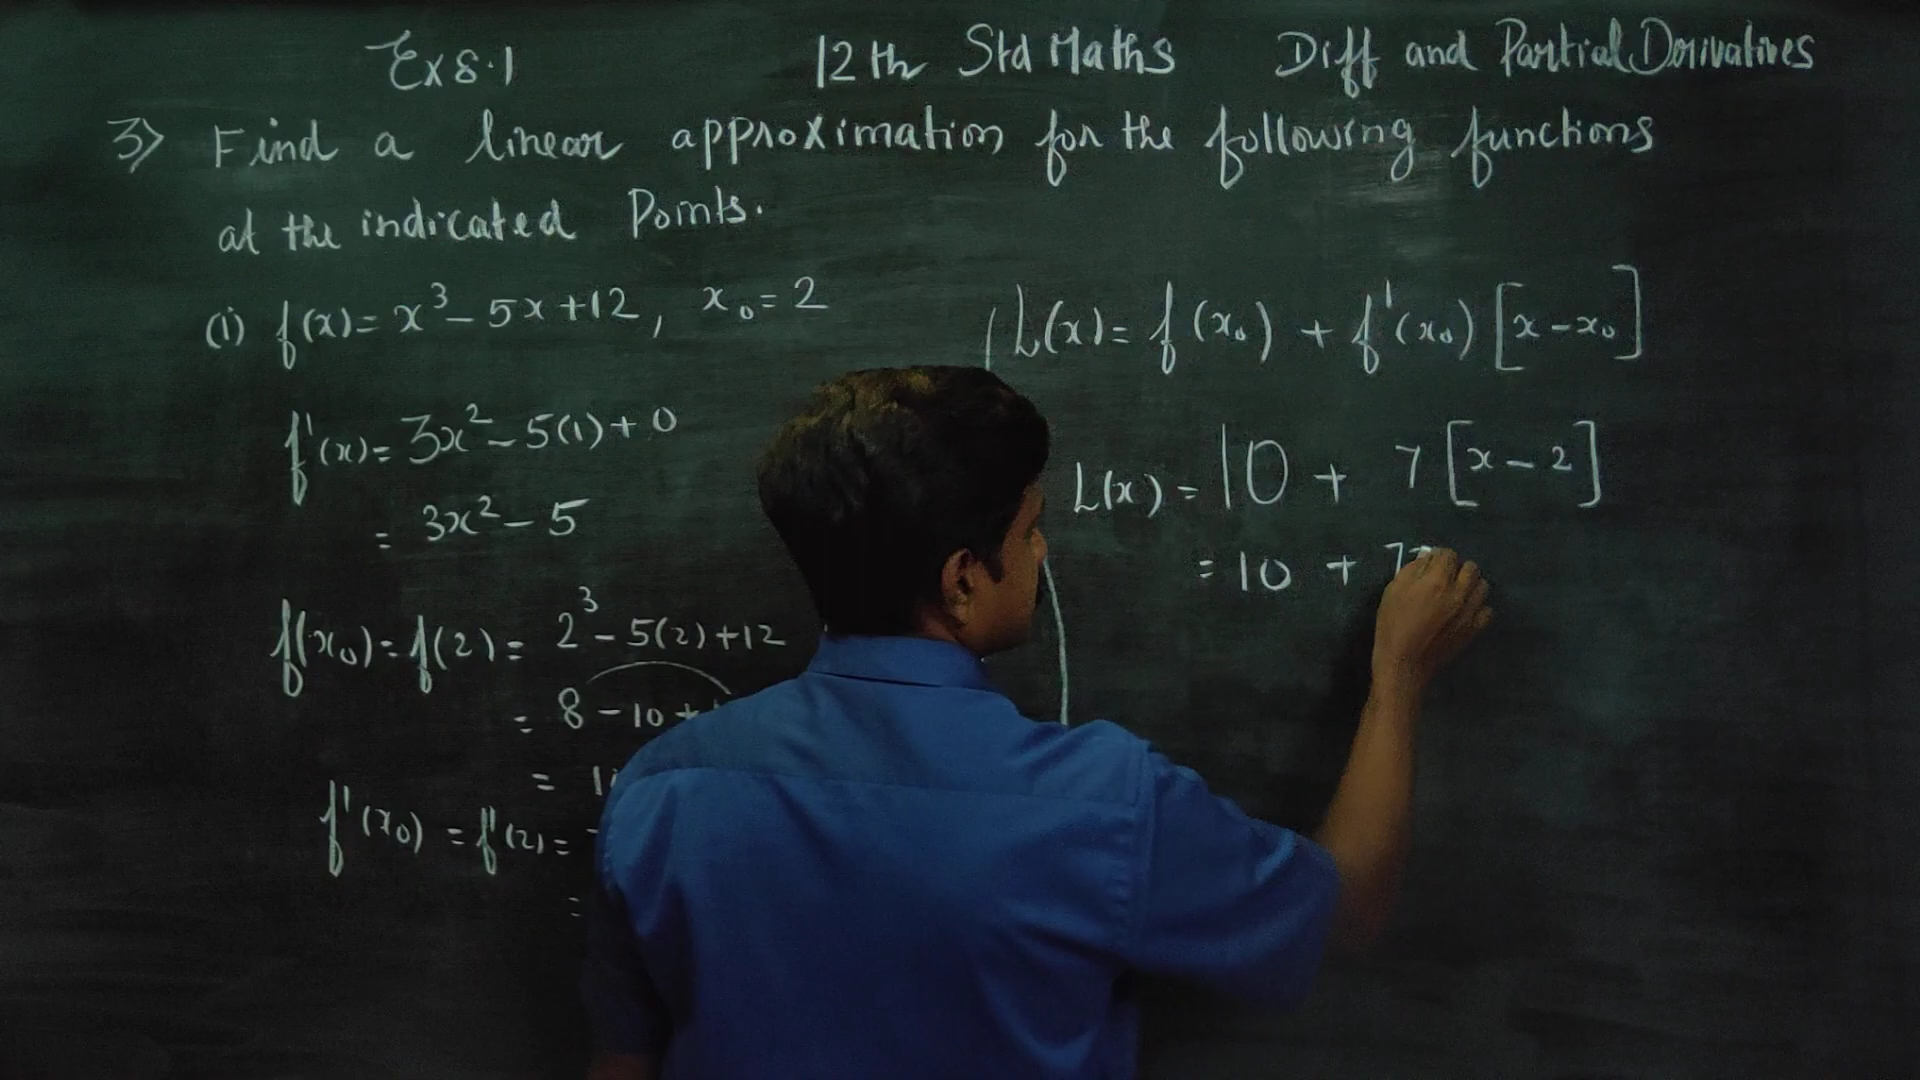 Ex 8.1 12th Std Maths Diff and Partial Derivatives
3) Find a linear approximation for the following functions
at the indicated Points.
(i) f(x) = x³ - 5x + 12, x₀ = 2
f'(x) = 3x² - 5(1) + 0
= 3x² - 5
f(x₀) = f(2) = 2³ - 5(2) + 12
= 8 - 10 +
=
f'(x₀) = f'(2) =
=
L(x) = f(x₀) + f'(x₀) [x - x₀]
L(x) = 10 + 7 [x - 2]
= 10 + 7